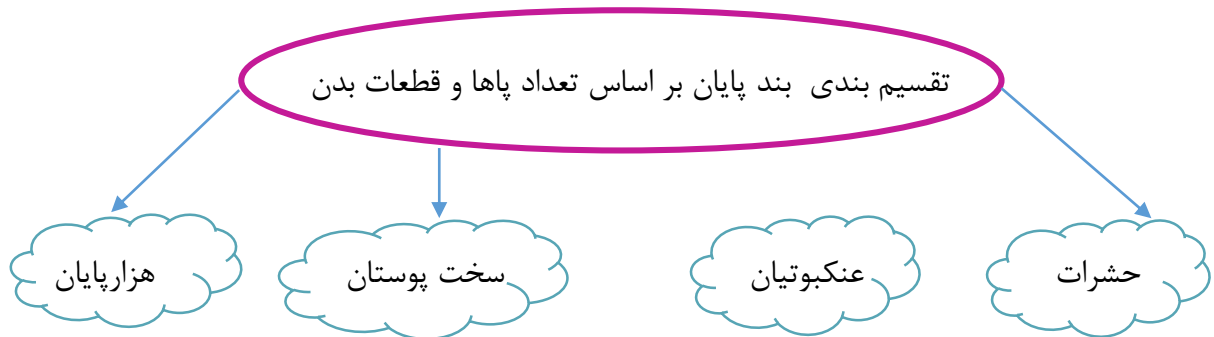 تقسیم بندی بند پایان بر اساس تعداد پاها و قطعات بدن
حشرات
عنکبوتیان
سخت پوستان
هزارپایان